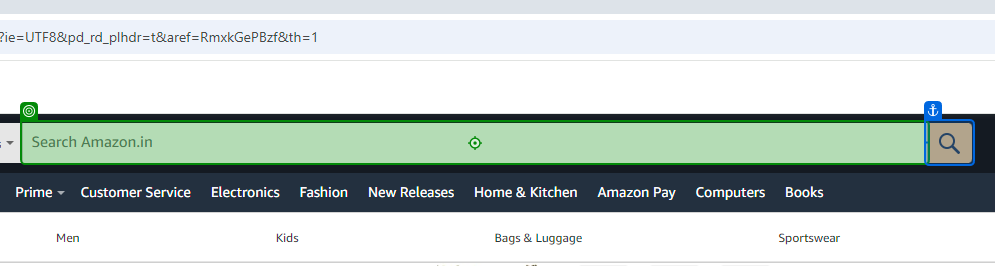 ?ie=UTF8&pd_rd_plhdr=t&aref=RmxkGePBzf&th=1
Search Amazon.in
Prime Customer Service Electronics Fashion New Releases Home & Kitchen Amazon Pay Computers Books
Men Kids Bags & Luggage Sportswear